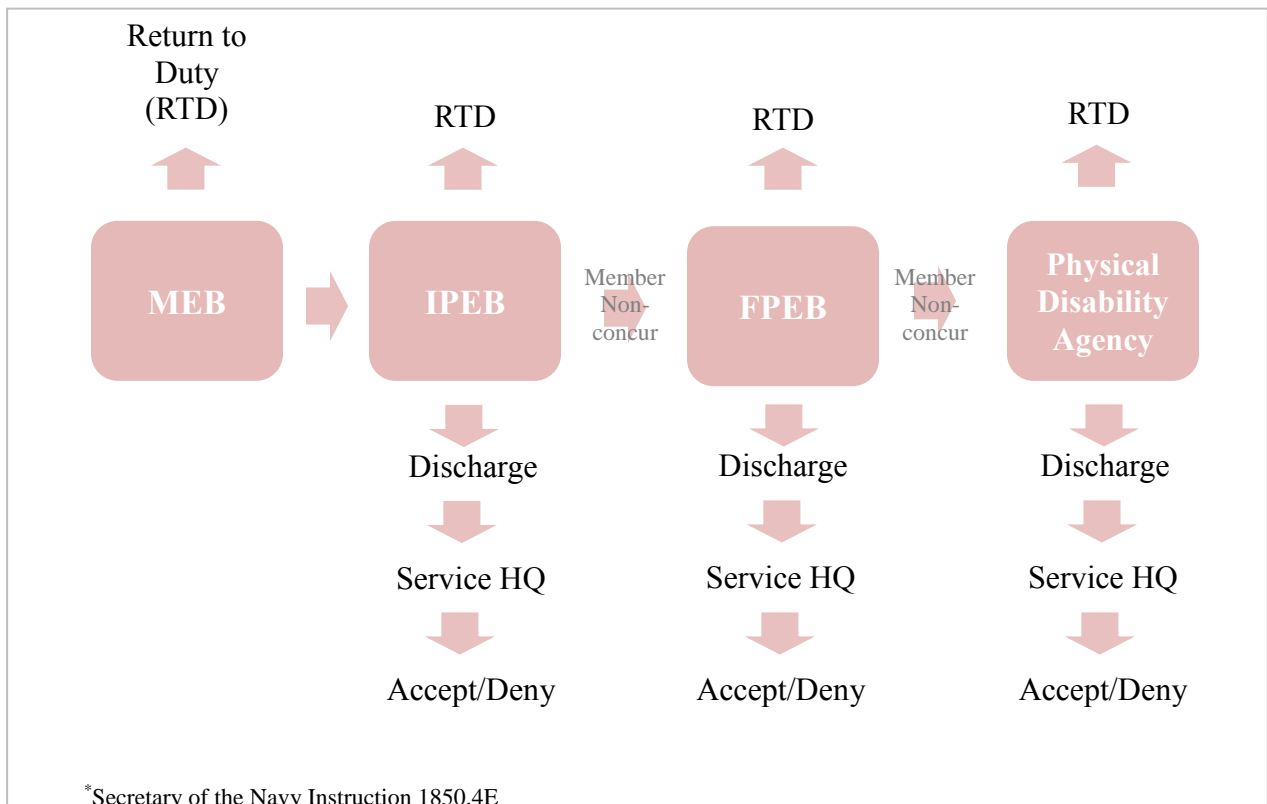 Return to
Duty
(RTD)
RTD
RTD
RTD
MEB
IPEB
Member
Non-
concur
FPEB
Member
Non-
concur
Physical
Disability
Agency
Discharge
Discharge
Discharge
Service HQ
Service HQ
Service HQ
Accept/Deny
Accept/Deny
Accept/Deny
*Secretary of the Navy Instruction 1850.4E